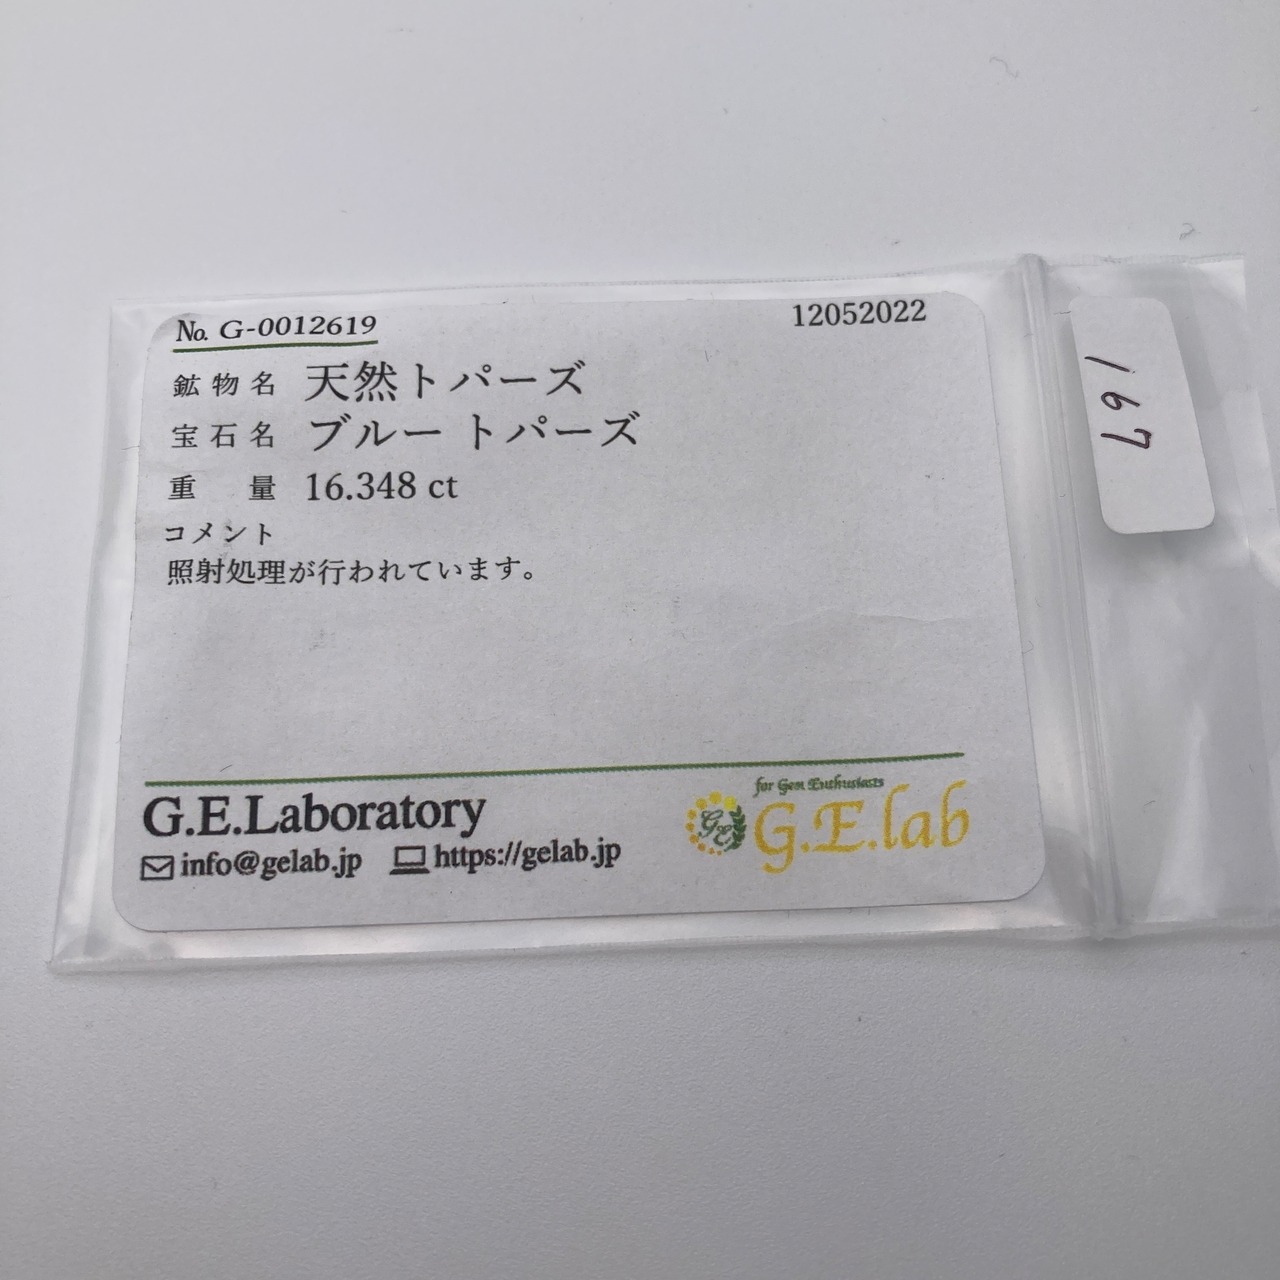 No. G-0012619
12052022
鉱物名 天然トパーズ
宝石名 ブルートパーズ
重 量 16.348 ct
コメント
照射処理が行われています。
G.E.Laboratory
info@gelab.jp https://gelab.jp
for Gem Enthusiasts
GE
G.E.lab
167